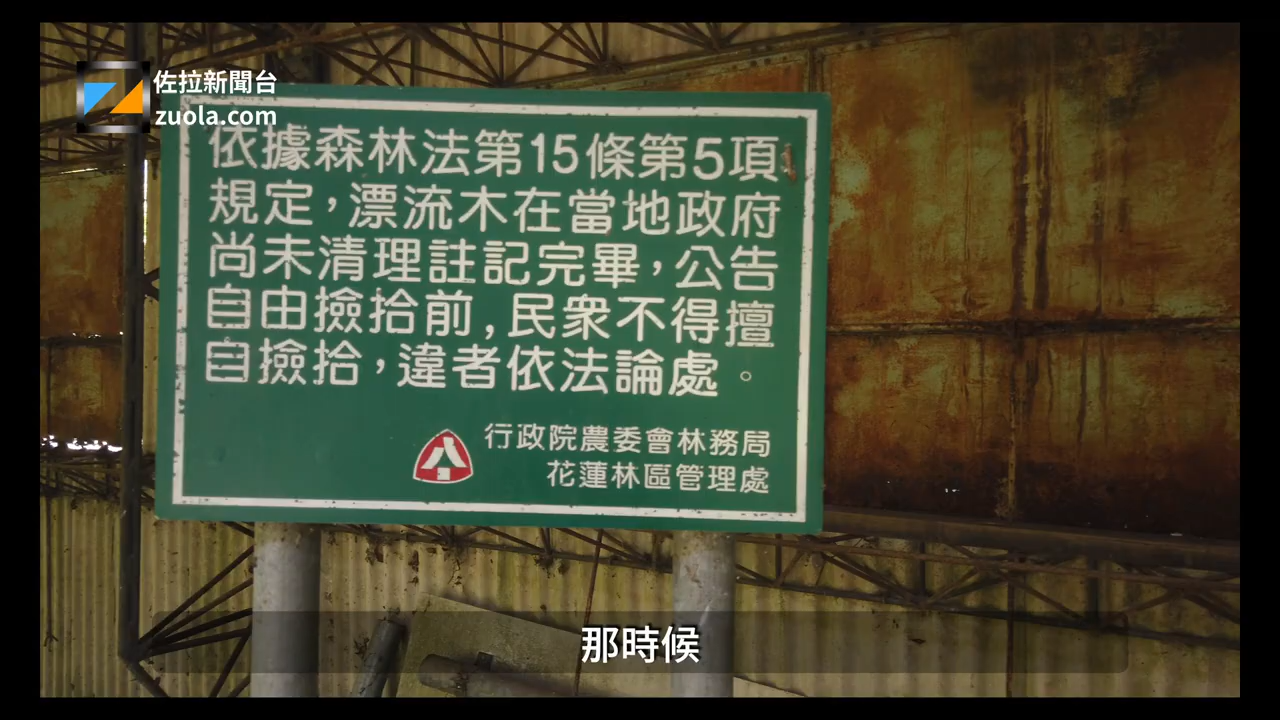 佐拉新聞台
zuola.com
依據森林法第15條第5項
規定，漂流木在當地政府
尚未清理註記完畢，公告
自由撿拾前，民眾不得擅
自撿拾，違者依法論處。
行政院農委會林務局
花蓮林區管理處
那時候